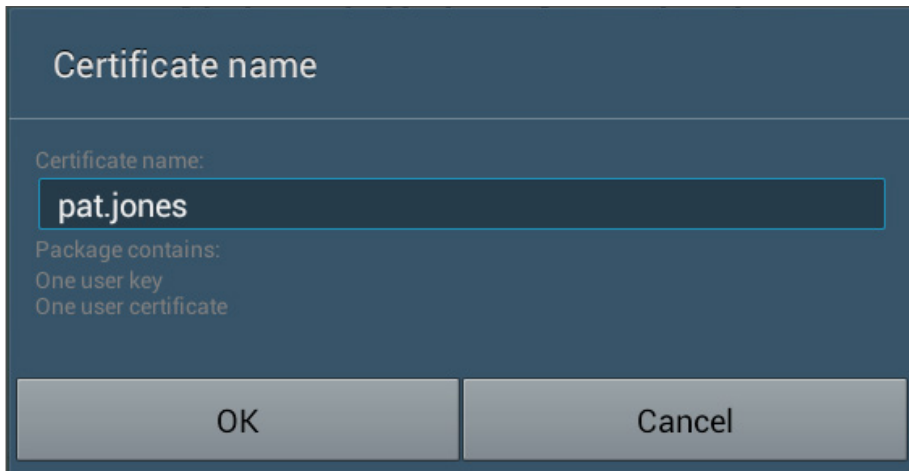 Certificate name
Certificate name:
pat.jones
Package contains:
One user key
One user certificate
OK
Cancel